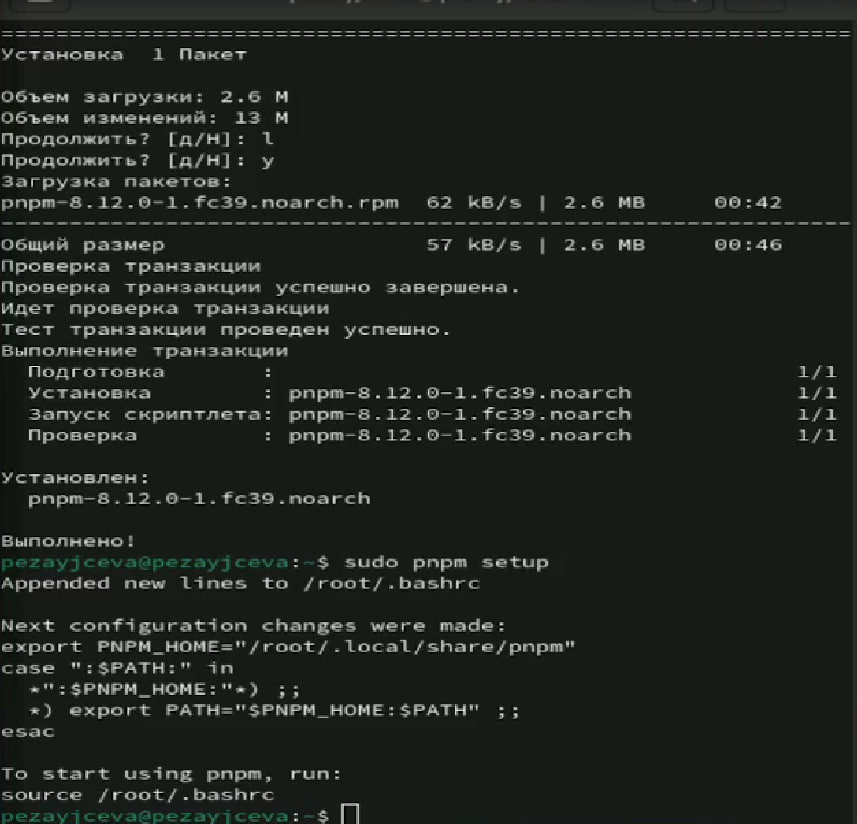 ================================================================
Установка  1 Пакет
Объем загрузки: 2.6 M
Объем изменений: 13 M
Продолжить? [д/Н]: l
Продолжить? [д/Н]: y
Загрузка пакетов:
pnpm-8.12.0-1.fc39.noarch.rpm  62 kB/s | 2.6 MB     00:42
----------------------------------------------------------------
Общий размер                   57 kB/s | 2.6 MB     00:46
Проверка транзакции
Проверка транзакции успешно завершена.
Идет проверка транзакции
Тест транзакции проведен успешно.
Выполнение транзакции
  Подготовка       :                                      1/1
  Установка        : pnpm-8.12.0-1.fc39.noarch            1/1
  Запуск скриптлета: pnpm-8.12.0-1.fc39.noarch            1/1
  Проверка         : pnpm-8.12.0-1.fc39.noarch            1/1
Установлен:
  pnpm-8.12.0-1.fc39.noarch
Выполнено!
pezayjceva@pezayjceva:~$ sudo pnpm setup
Appended new lines to /root/.bashrc
Next configuration changes were made:
export PNPM_HOME="/root/.local/share/pnpm"
case ":$PATH:" in
  *":$PNPM_HOME:"*) ;;
  *) export PATH="$PNPM_HOME:$PATH" ;;
esac
To start using pnpm, run:
source /root/.bashrc
pezayjceva@pezayjceva:~$